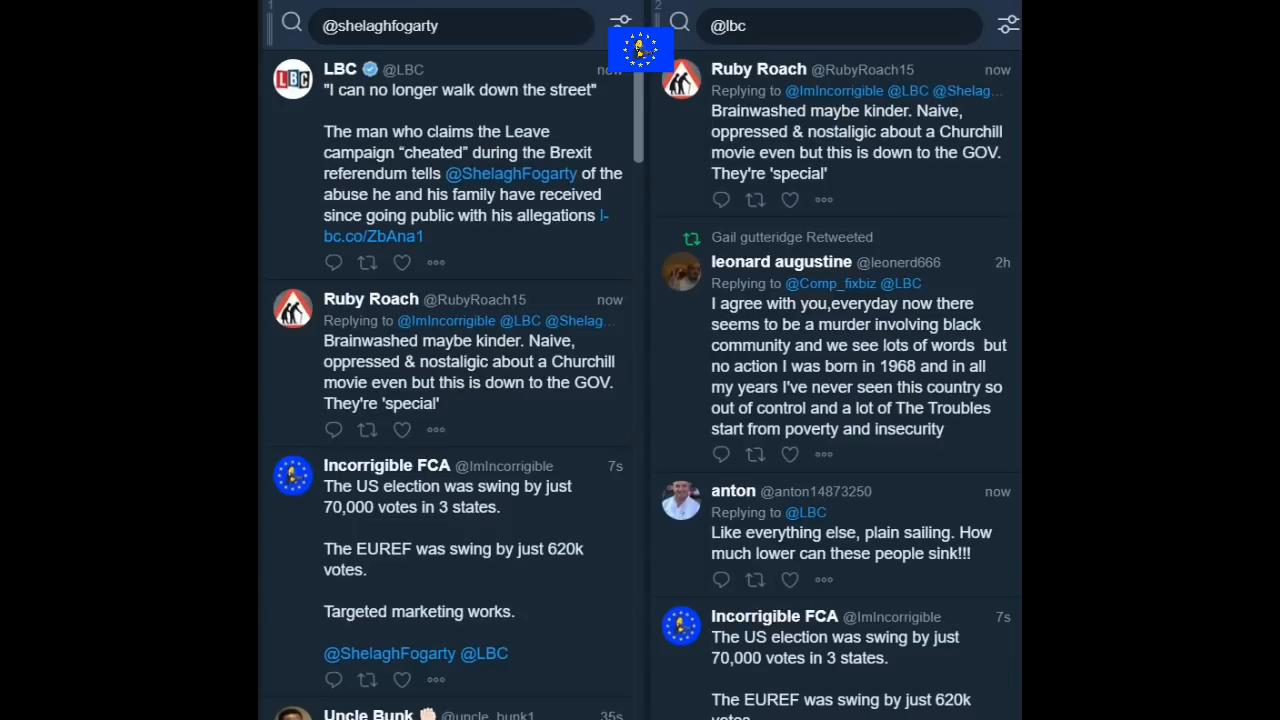 1
@shelaghfogarty
LBC @LBC now
"I can no longer walk down the street"
The man who claims the Leave
campaign “cheated” during the Brexit
referendum tells @ShelaghFogarty of the
abuse he and his family have received
since going public with his allegations l-
bc.co/ZbAna1
Ruby Roach @RubyRoach15 now
Replying to @ImIncorrigible @LBC @Shelag...
Brainwashed maybe kinder. Naive,
oppressed & nostaligic about a Churchill
movie even but this is down to the GOV.
They're 'special'
Incorrigible FCA @ImIncorrigible 7s
The US election was swing by just
70,000 votes in 3 states.
The EUREF was swing by just 620k
votes.
Targeted marketing works.
@ShelaghFogarty @LBC
Uncle Bunk @uncle_bunk1 35s
2
@lbc
Ruby Roach @RubyRoach15 now
Replying to @ImIncorrigible @LBC @Shelag...
Brainwashed maybe kinder. Naive,
oppressed & nostaligic about a Churchill
movie even but this is down to the GOV.
They're 'special'
Gail gutteridge Retweeted
leonard augustine @leonerd666 2h
Replying to @Comp_fixbiz @LBC
I agree with you,everyday now there
seems to be a murder involving black
community and we see lots of words but
no action I was born in 1968 and in all
my years I've never seen this country so
out of control and a lot of The Troubles
start from poverty and insecurity
anton @anton14873250 now
Replying to @LBC
Like everything else, plain sailing. How
much lower can these people sink!!!
Incorrigible FCA @ImIncorrigible 7s
The US election was swing by just
70,000 votes in 3 states.
The EUREF was swing by just 620k
votes.
LBC